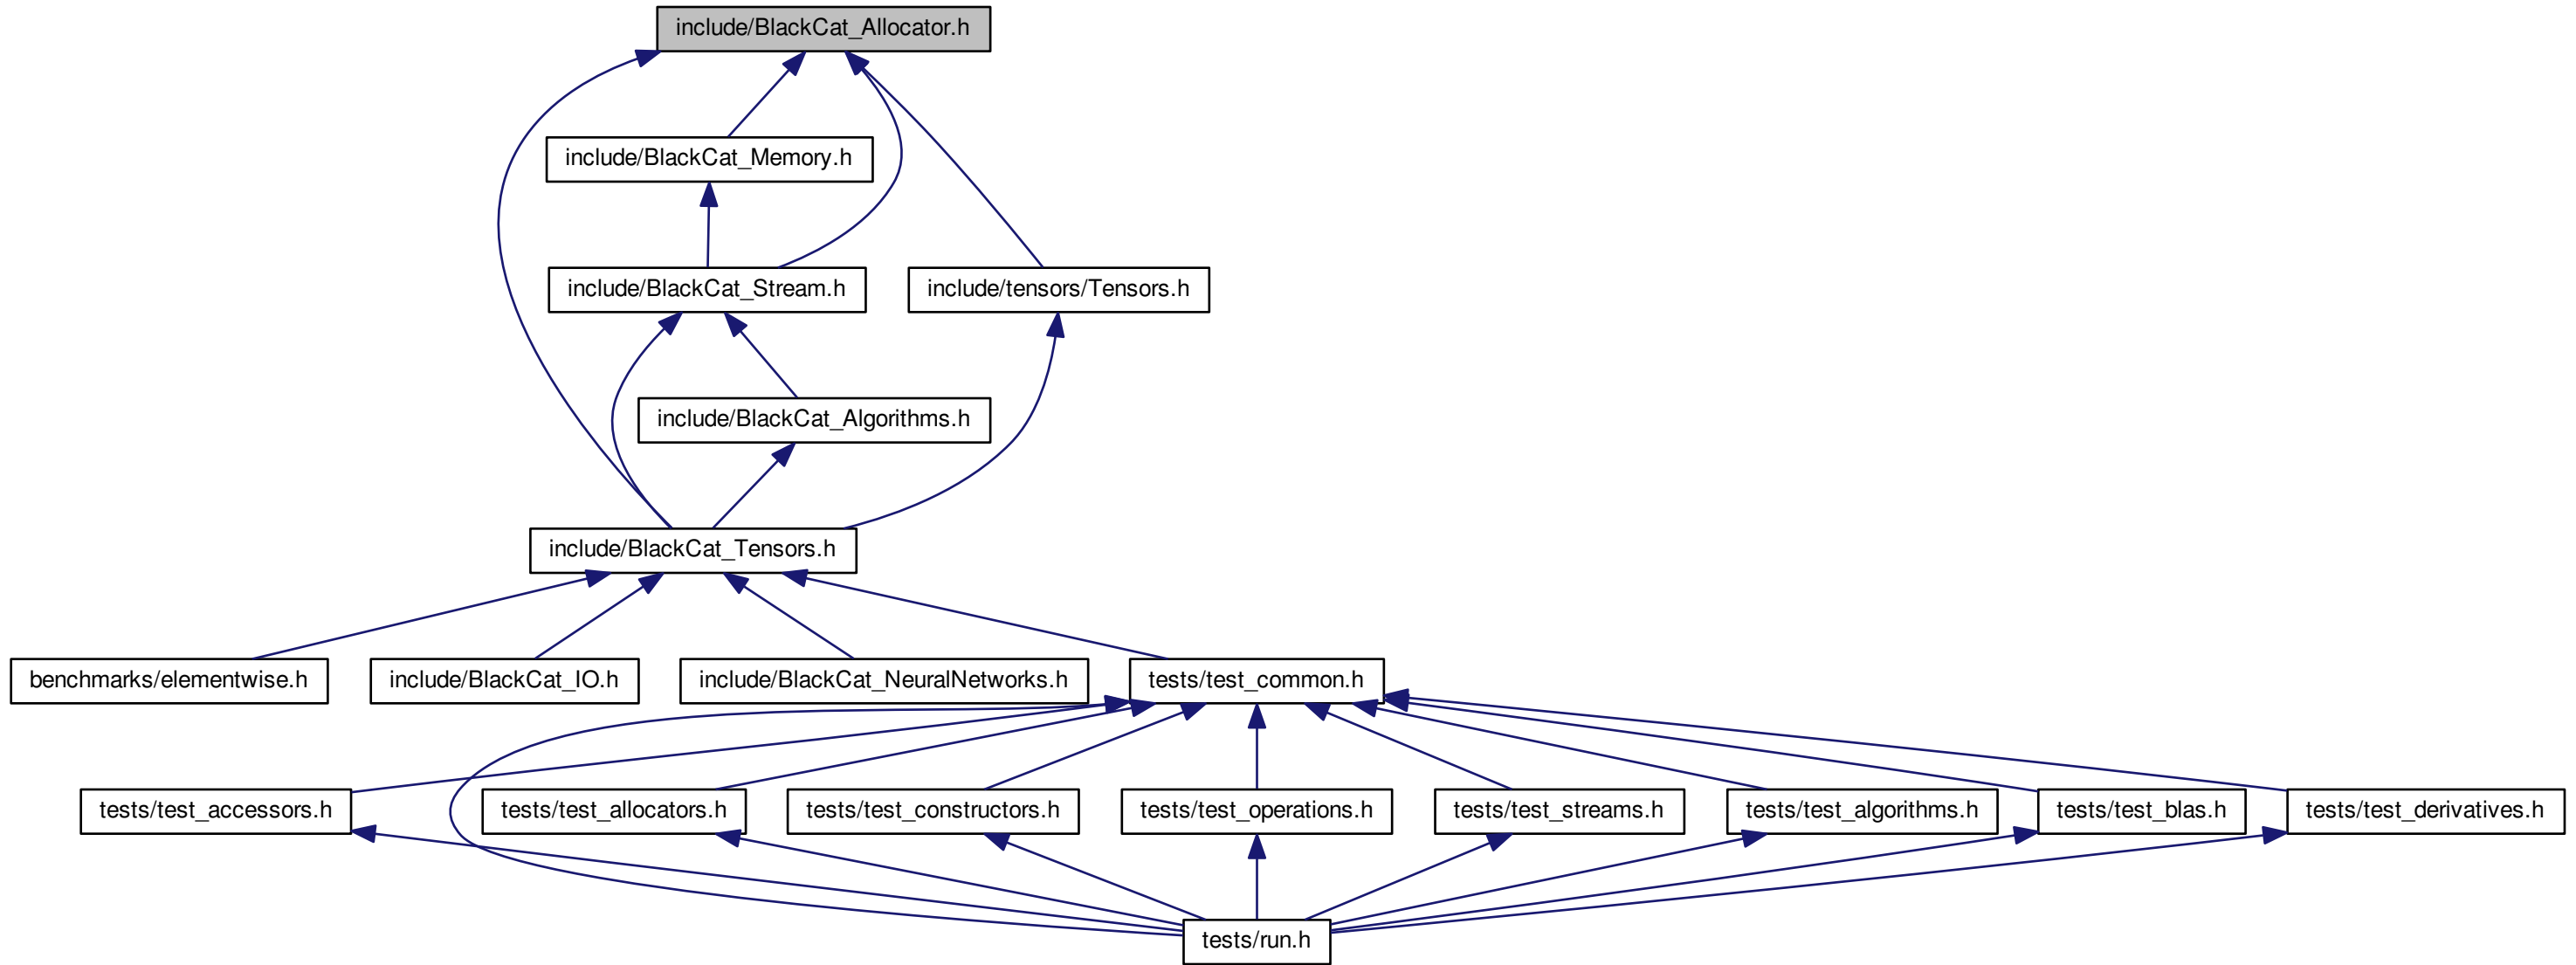 include/BlackCat_Allocator.h
include/BlackCat_Memory.h
include/BlackCat_Stream.h
include/tensors/Tensors.h
include/BlackCat_Algorithms.h
include/BlackCat_Tensors.h
benchmarks/elementwise.h
include/BlackCat_IO.h
include/BlackCat_NeuralNetworks.h
tests/test_common.h
tests/test_accessors.h
tests/test_allocators.h
tests/test_constructors.h
tests/test_operations.h
tests/test_streams.h
tests/test_algorithms.h
tests/test_blas.h
tests/test_derivatives.h
tests/run.h